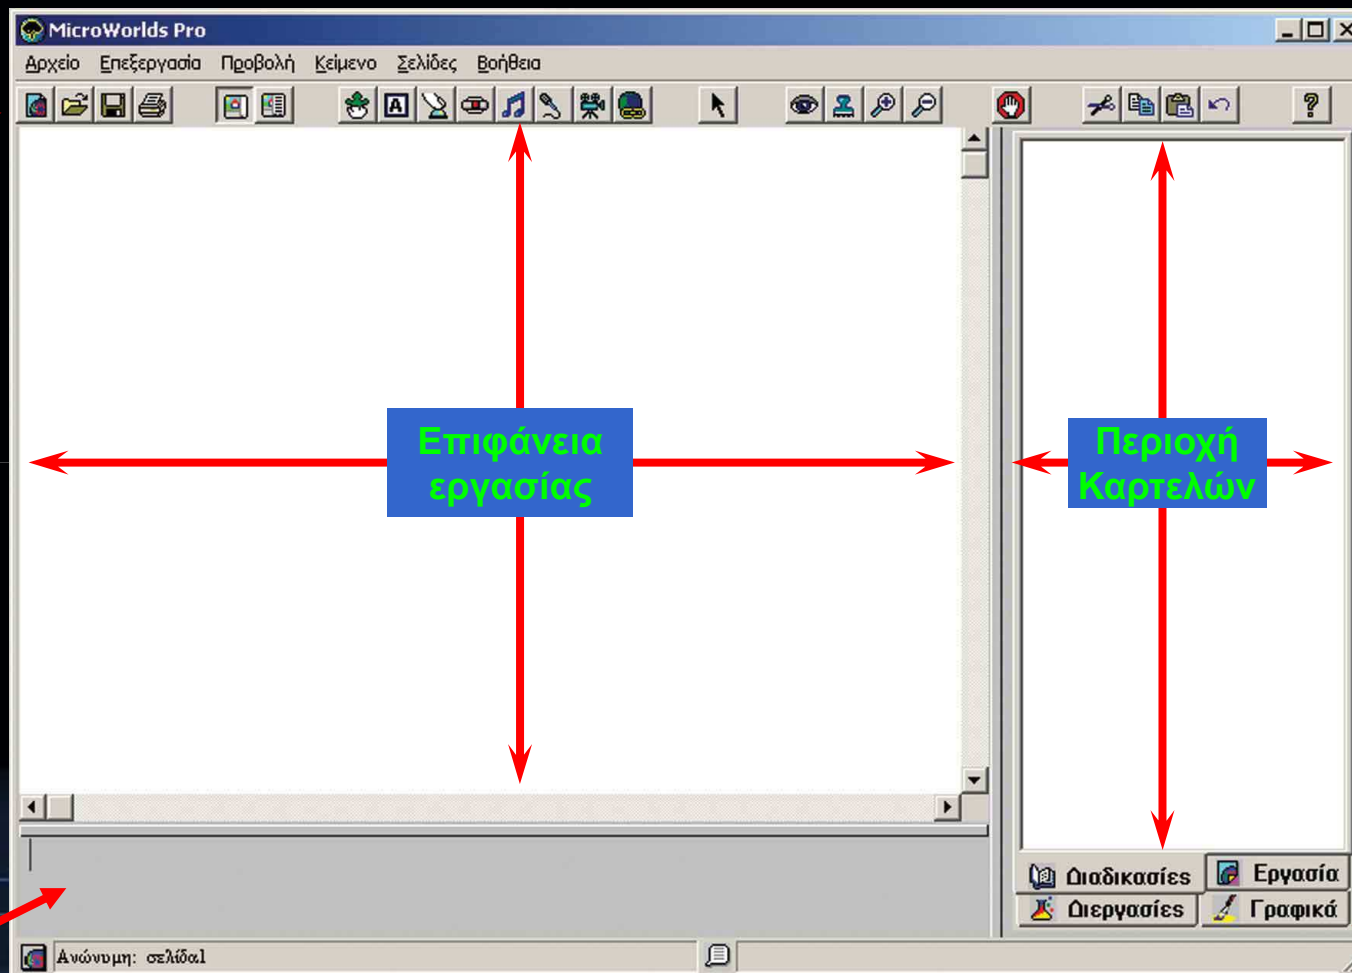 MicroWorlds Pro
Αρχείο Επεξεργασία Προβολή Κείμενο Σελίδες Βοήθεια
Επιφάνεια
εργασίας
Περιοχή
Καρτελών
Διαδικασίες Εργασία
Διεργασίες Γραφικά
Ανώνυμη: σελίδα1